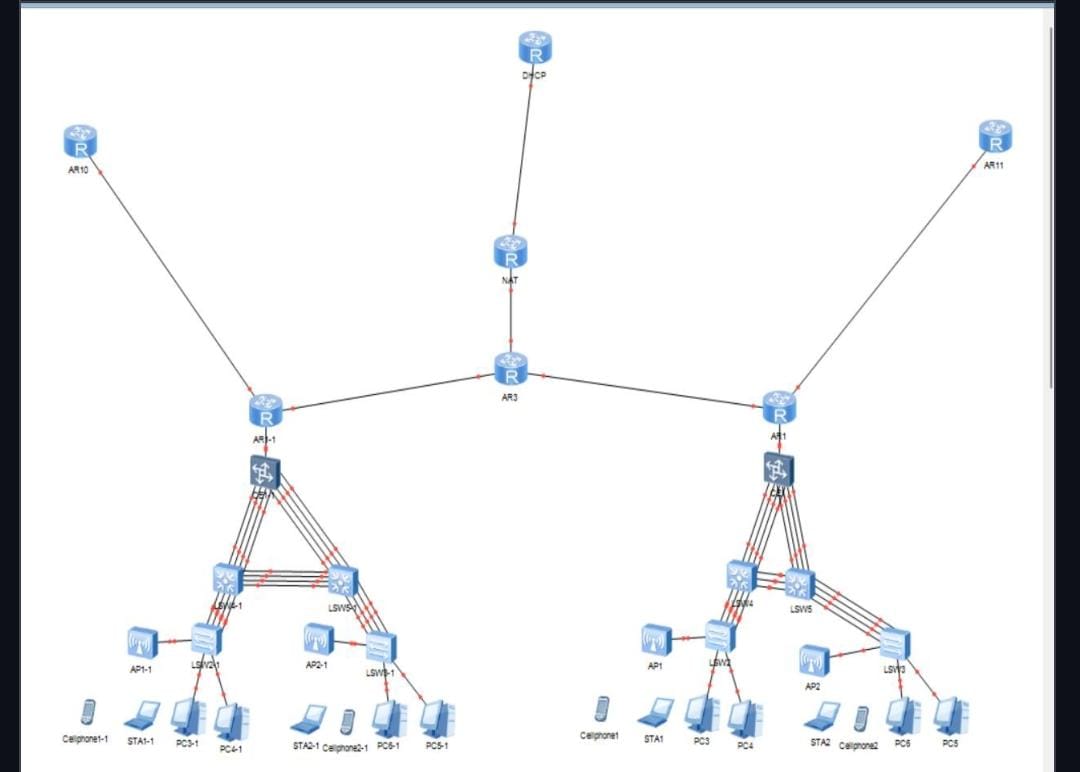 R
DHCP
R
AR10
R
AR11
R
NAT
R
AR3
R
AR1-1
R
AR1
LSW4-1
LSW5-1
LSW4
LSW5
AP1-1
LSW2-1
AP2-1
LSW3-1
AP1
LSW2
AP2
LSW3
Cellphone1-1
STA1-1
PC3-1
PC4-1
STA2-1
Cellphone2-1
PC6-1
PC5-1
Cellphone1
STA1
PC3
PC4
STA2
Cellphone2
PC6
PC5